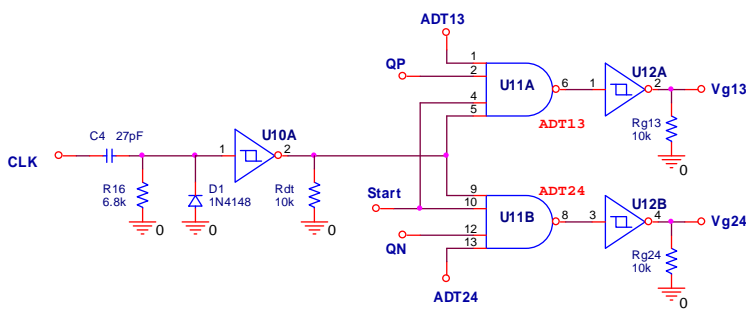 ADT13
QP
1
2
4
5
U11A
6
ADT13
1
U12A
2
Vg13
Rg13
10k
0
CLK
C4 27pF
R16
6.8k
0
D1
1N4148
0
1
U10A
2
Rdt
10k
0
Start
QN
9
10
12
13
U11B
8
ADT24
3
U12B
4
Vg24
Rg24
10k
0
ADT24